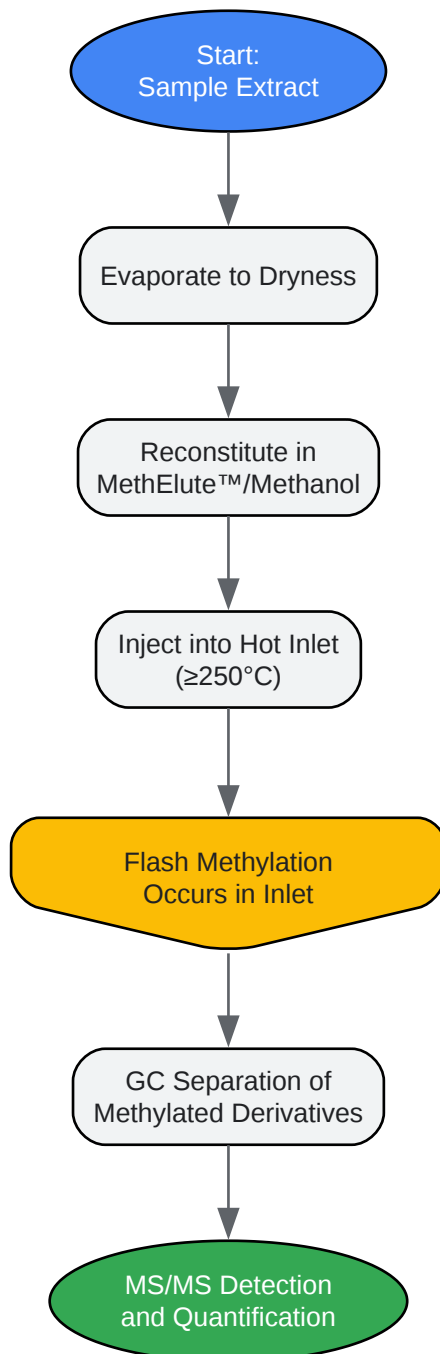 Start:
Sample Extract
Evaporate to Dryness
Reconstitute in
MethElute™/Methanol
Inject into Hot Inlet
(≥250°C)
Flash Methylation
Occurs in Inlet
GC Separation of
Methylated Derivatives
MS/MS Detection
and Quantification